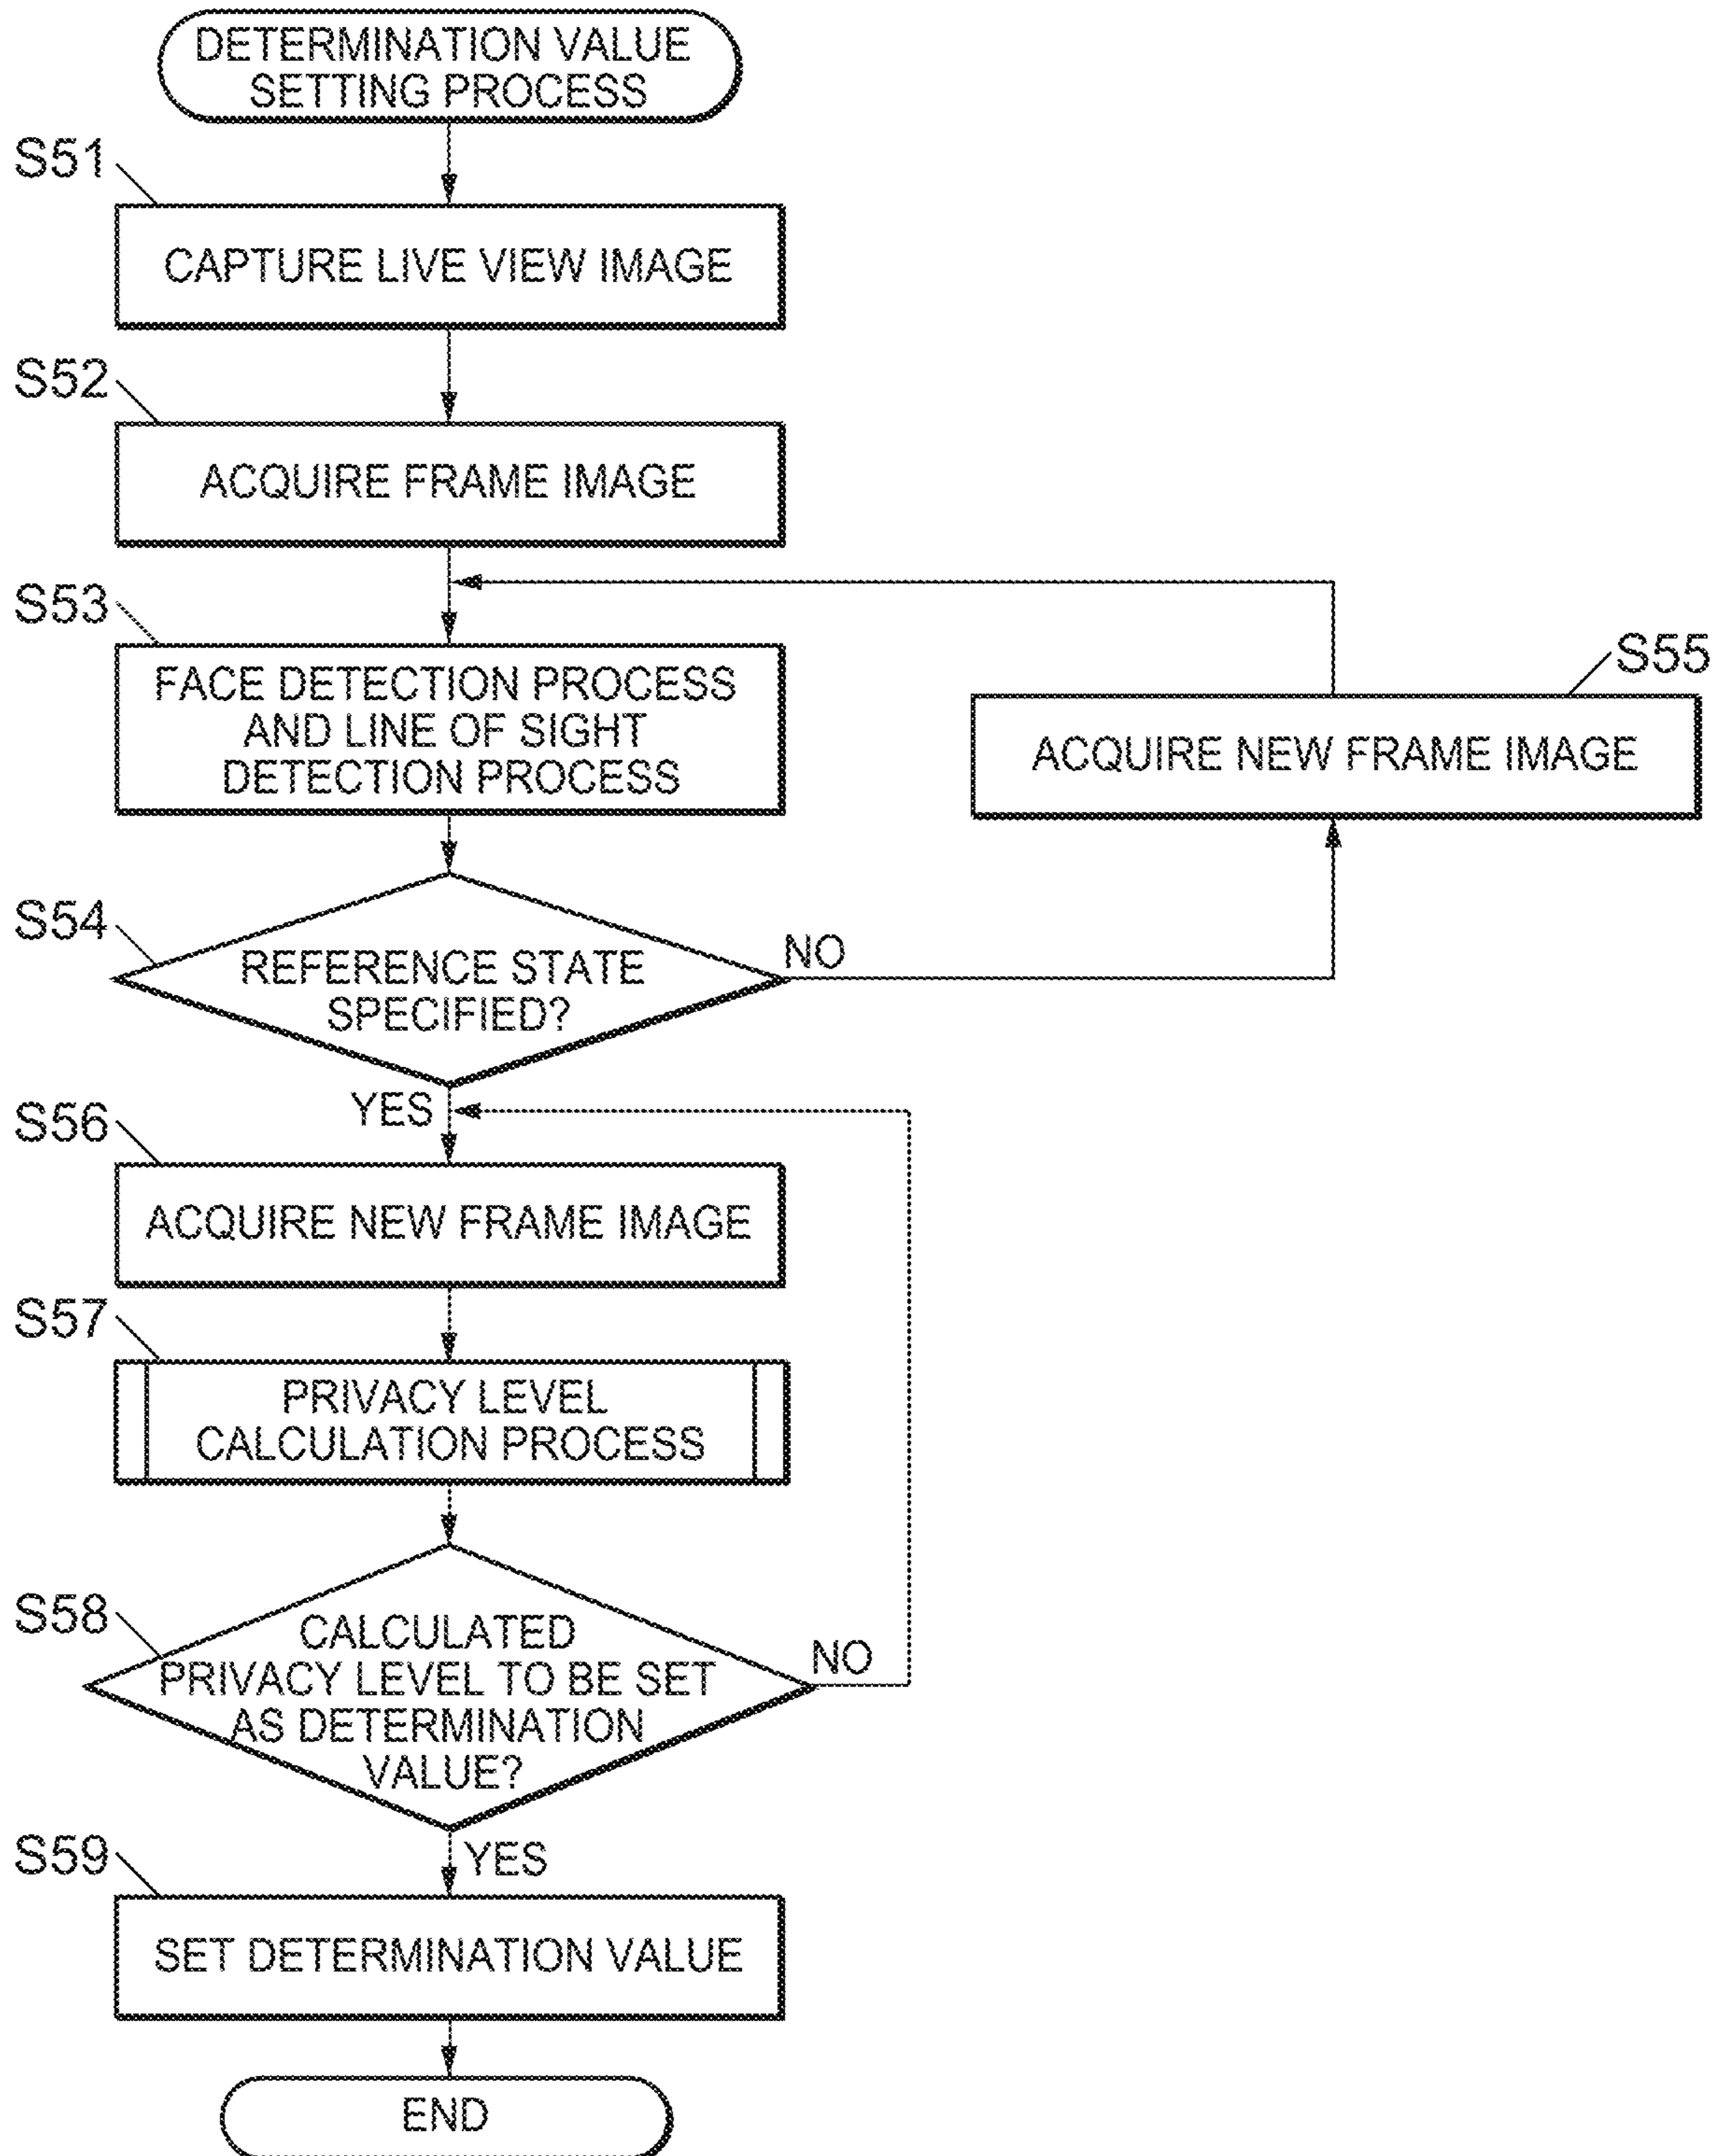 DETERMINATION VALUE
SETTING PROCESS
S51
CAPTURE LIVE VIEW IMAGE
S52
ACQUIRE FRAME IMAGE
S53
FACE DETECTION PROCESS
AND LINE OF SIGHT
DETECTION PROCESS
S55
ACQUIRE NEW FRAME IMAGE
S54
REFERENCE STATE
SPECIFIED?
NO
YES
S56
ACQUIRE NEW FRAME IMAGE
S57
PRIVACY LEVEL
CALCULATION PROCESS
S58
CALCULATED
PRIVACY LEVEL TO BE SET
AS DETERMINATION
VALUE?
NO
YES
S59
SET DETERMINATION VALUE
END